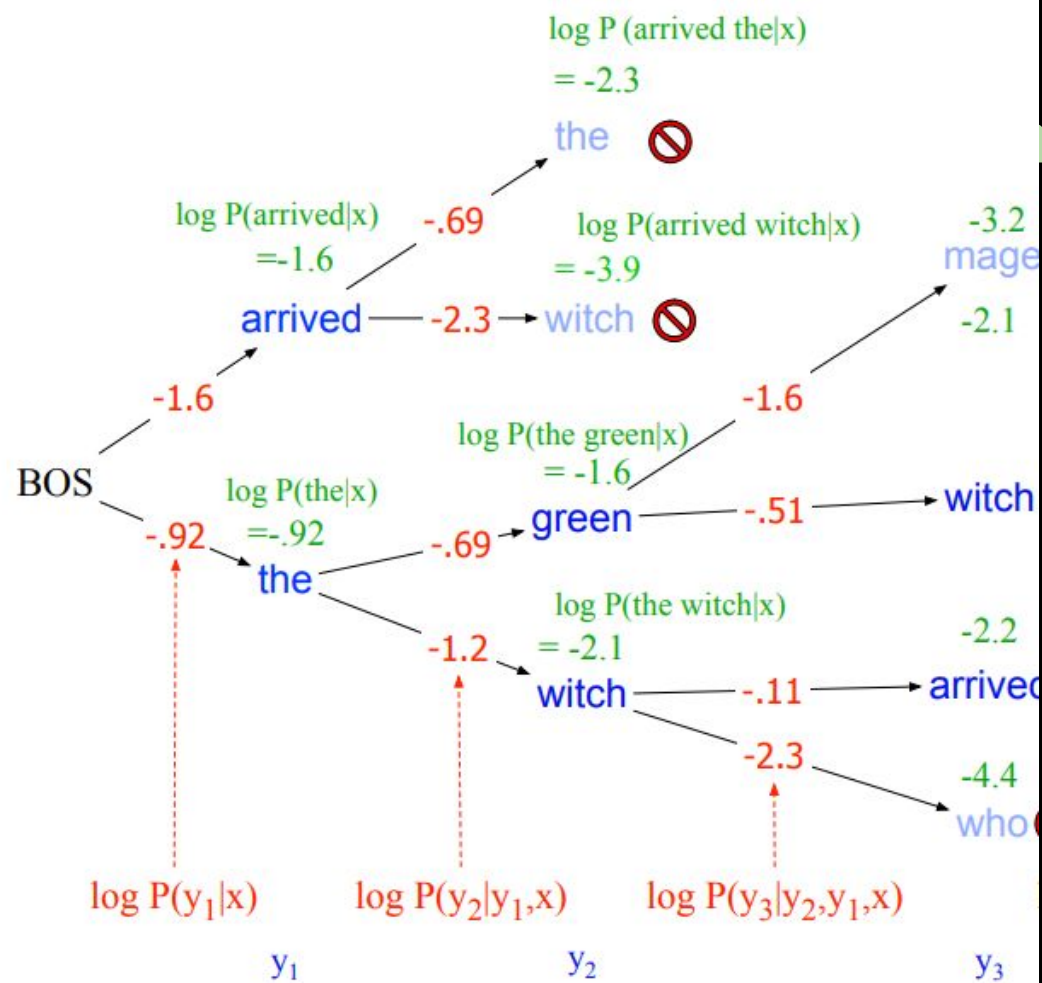 log P (arrived the|x)
= -2.3
the
log P(arrived|x)
=-1.6
-.69
log P(arrived witch|x)
= -3.9
-3.2
mage
arrived
-2.3
witch
-2.1
-1.6
-1.6
log P(the green|x)
= -1.6
BOS
log P(the|x)
=-.92
-.92
-.69
green
-.51
witch
the
log P(the witch|x)
= -2.1
-1.2
witch
-.11
-2.2
arrived
-2.3
-4.4
who
log P(y₁|x)
log P(y₂|y₁,x)
log P(y₃|y₂,y₁,x)
y₁
y₂
y₃